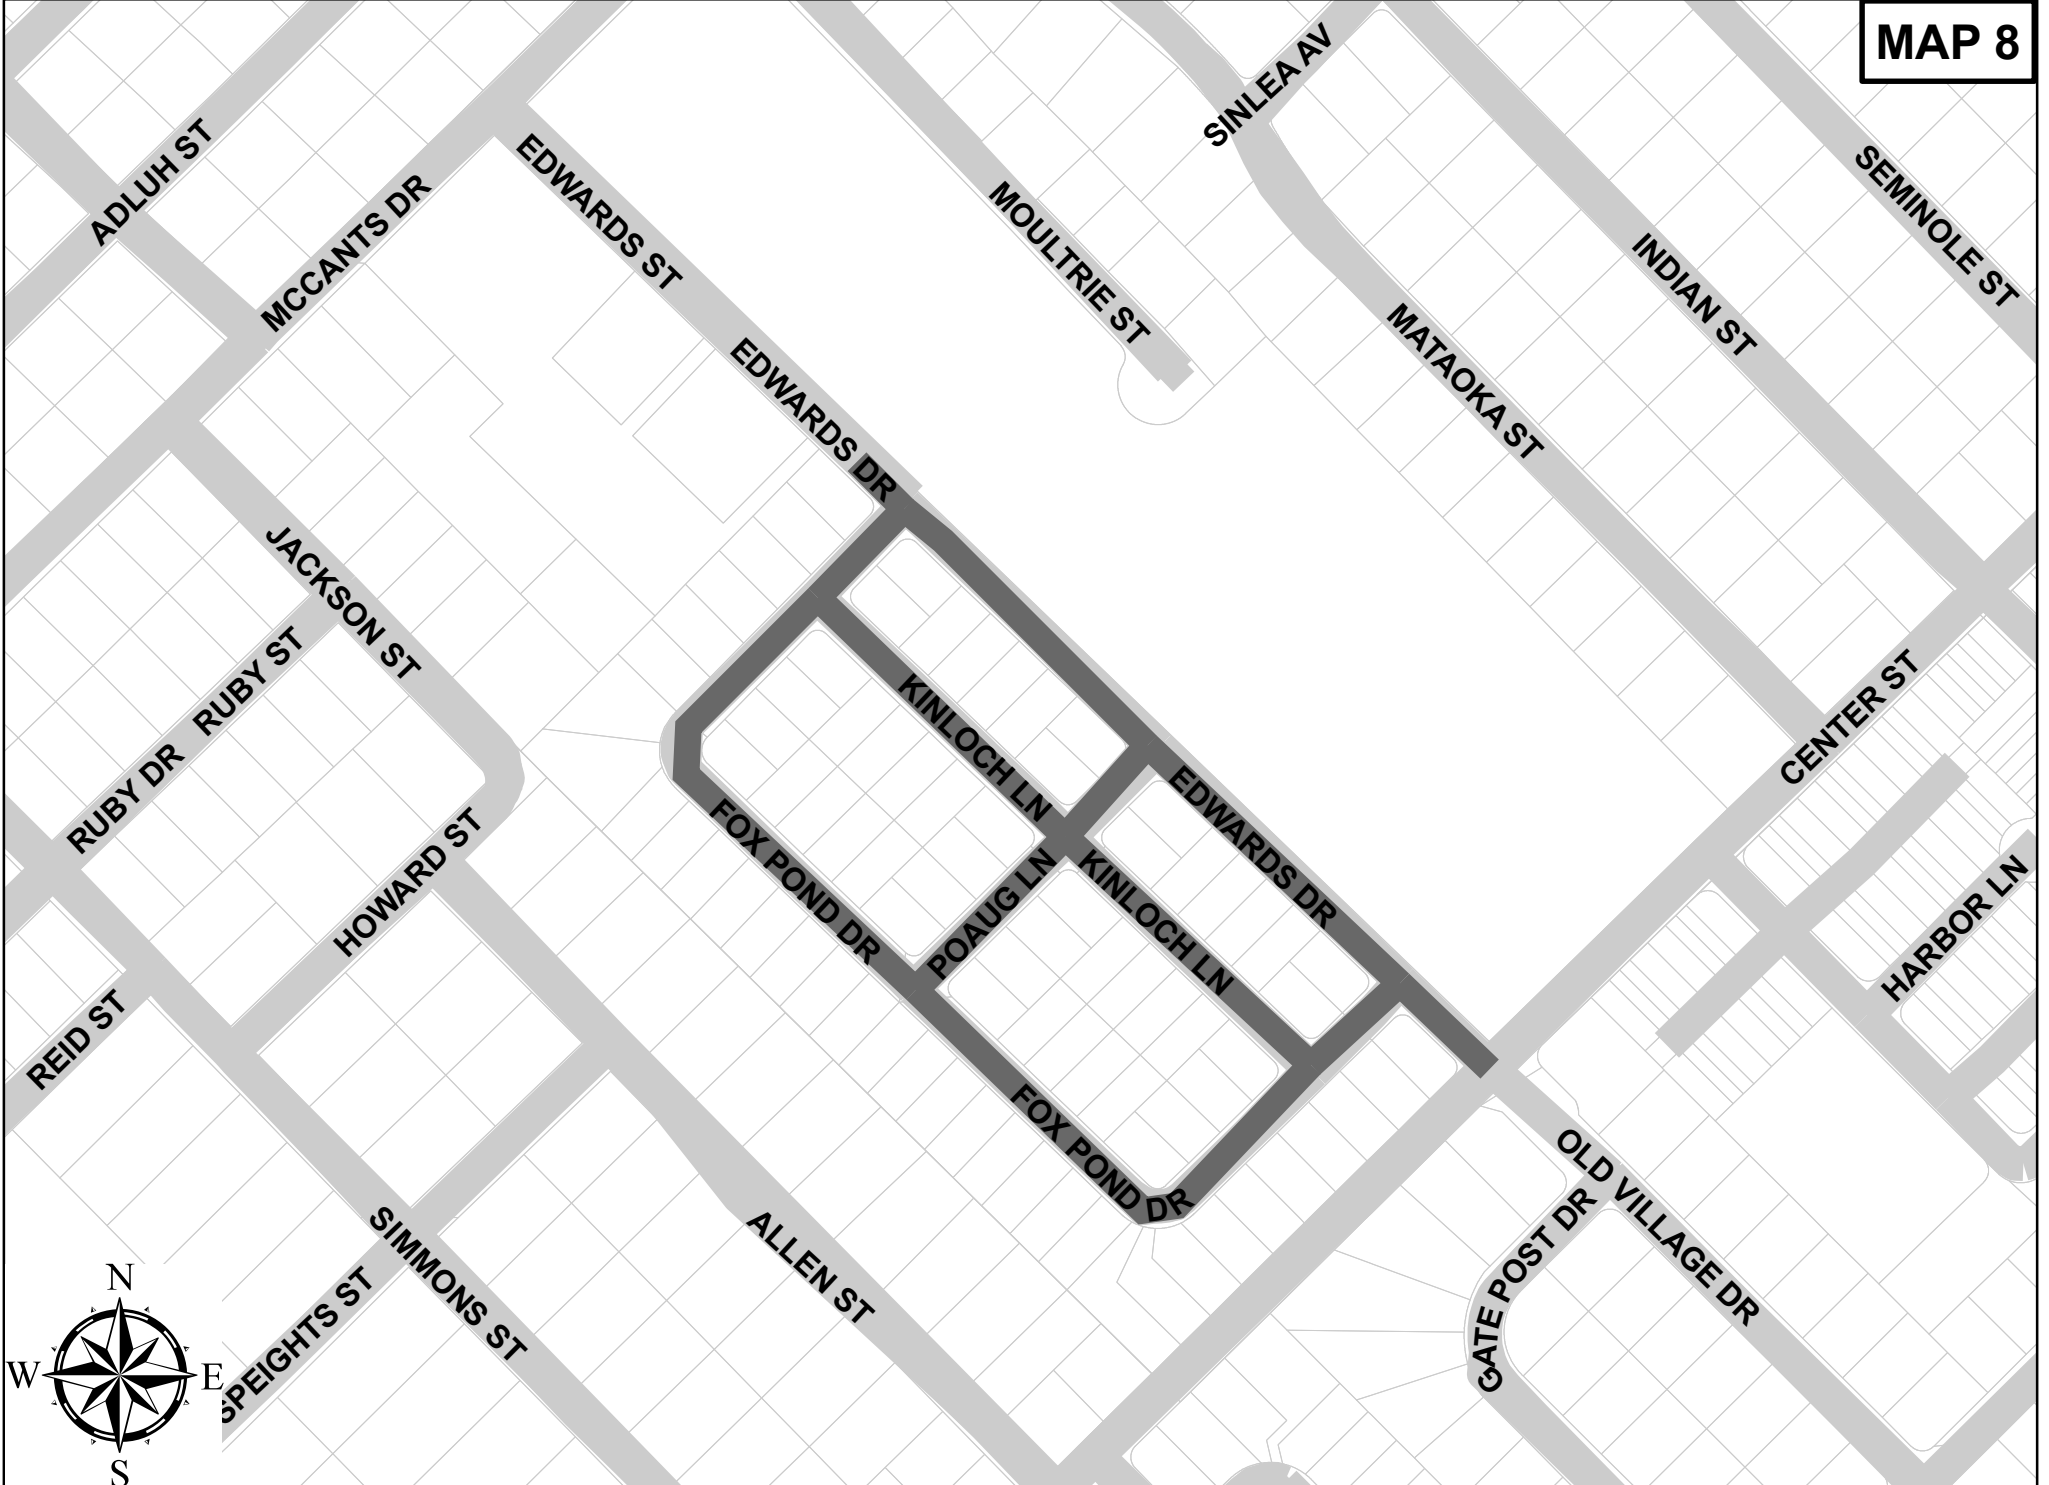 MAP 8
SINLEA AV
ADLUH ST
EDWARDS ST
MCCANTS DR
MOULTRIE ST
SEMINOLE ST
INDIAN ST
MATAOKA ST
EDWARDS DR
JACKSON ST
RUBY ST
RUBY DR
KINLOCH LN
CENTER ST
EDWARDS DR
FOX POND DR
HOWARD ST
POAUG LN
KINLOCH LN
HARBOR LN
REID ST
FOX POND DR
OLD VILLAGE DR
GATE POST DR
SIMMONS ST
ALLEN ST
SPEIGHTS ST
N
W
E
S